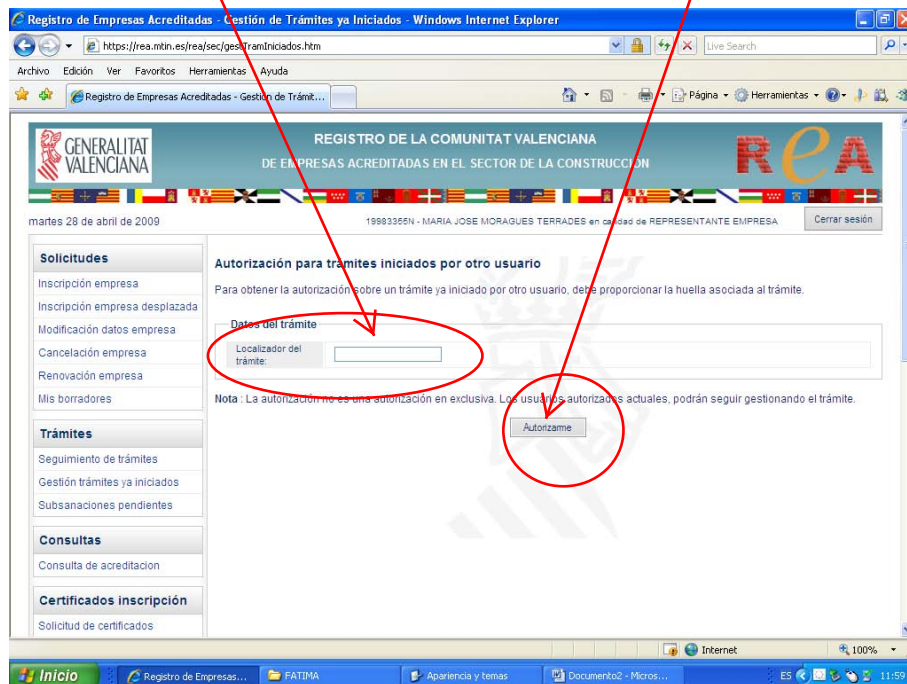 Registro de Empresas Acreditadas - Gestión de Trámites ya Iniciados - Windows Internet Explorer
https://rea.mtin.es/rea/sec/gesTramIniciados.htm
Live Search
Archivo Edición Ver Favoritos Herramientas Ayuda
Registro de Empresas Acreditadas - Gestión de Trámit...
Página Herramientas
GENERALITAT
VALENCIANA
REGISTRO DE LA COMUNITAT VALENCIANA
DE EMPRESAS ACREDITADAS EN EL SECTOR DE LA CONSTRUCCIÓN
ReA
martes 28 de abril de 2009
19983355N - MARIA JOSE MORAGUES TERRADES en calidad de REPRESENTANTE EMPRESA
Cerrar sesión
Solicitudes
Inscripción empresa
Inscripción empresa desplazada
Modificación datos empresa
Cancelación empresa
Renovación empresa
Mis borradores
Trámites
Seguimiento de trámites
Gestión trámites ya iniciados
Subsanaciones pendientes
Consultas
Consulta de acreditacion
Certificados inscripción
Solicitud de certificados
Autorización para trámites iniciados por otro usuario
Para obtener la autorización sobre un trámite ya iniciado por otro usuario, debe proporcionar la huella asociada al trámite.
Datos del trámite
Localizador del
trámite:
Nota : La autorización no es una autorización en exclusiva. Los usuarios autorizados actuales, podrán seguir gestionando el trámite.
Autorizarme
Internet
100%
Inicio
Registro de Empresas...
FATIMA
Apariencia y temas
Documento2 - Micros...
ES
11:59